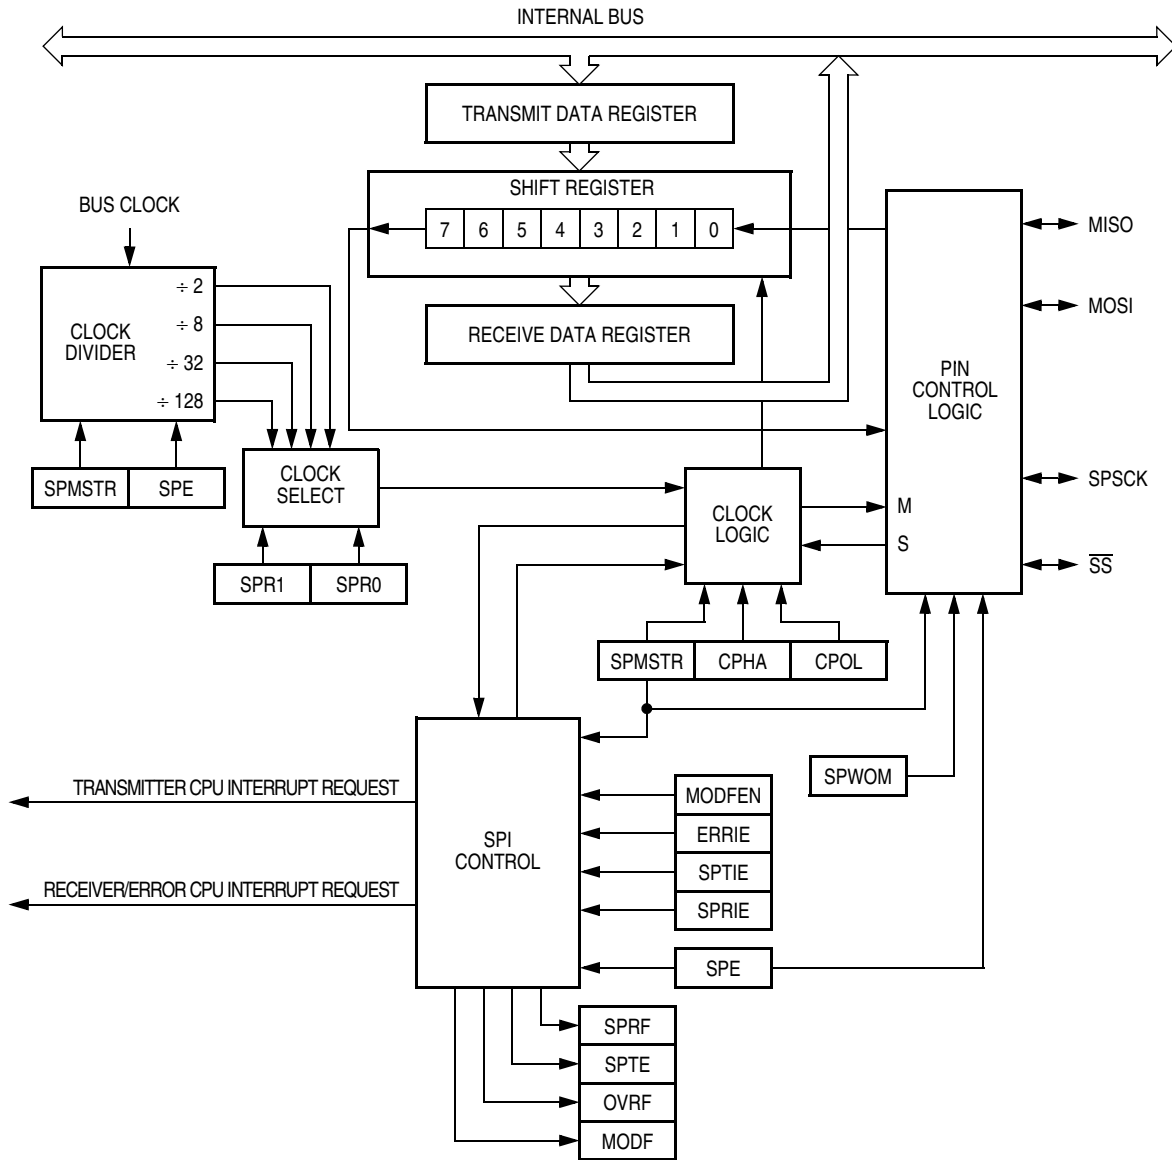 INTERNAL BUS
TRANSMIT DATA REGISTER
SHIFT REGISTER
7 6 5 4 3 2 1 0
BUS CLOCK
CLOCK
DIVIDER
÷ 2
÷ 8
÷ 32
÷ 128
RECEIVE DATA REGISTER
PIN
CONTROL
LOGIC
MISO
MOSI
SPSCK
SS
M
S
SPMSTR SPE
CLOCK
SELECT
SPR1 SPR0
CLOCK
LOGIC
SPMSTR CPHA CPOL
SPWOM
TRANSMITTER CPU INTERRUPT REQUEST
RECEIVER/ERROR CPU INTERRUPT REQUEST
SPI
CONTROL
MODFEN
ERRIE
SPTIE
SPRIE
SPE
SPRF
SPTE
OVRF
MODF